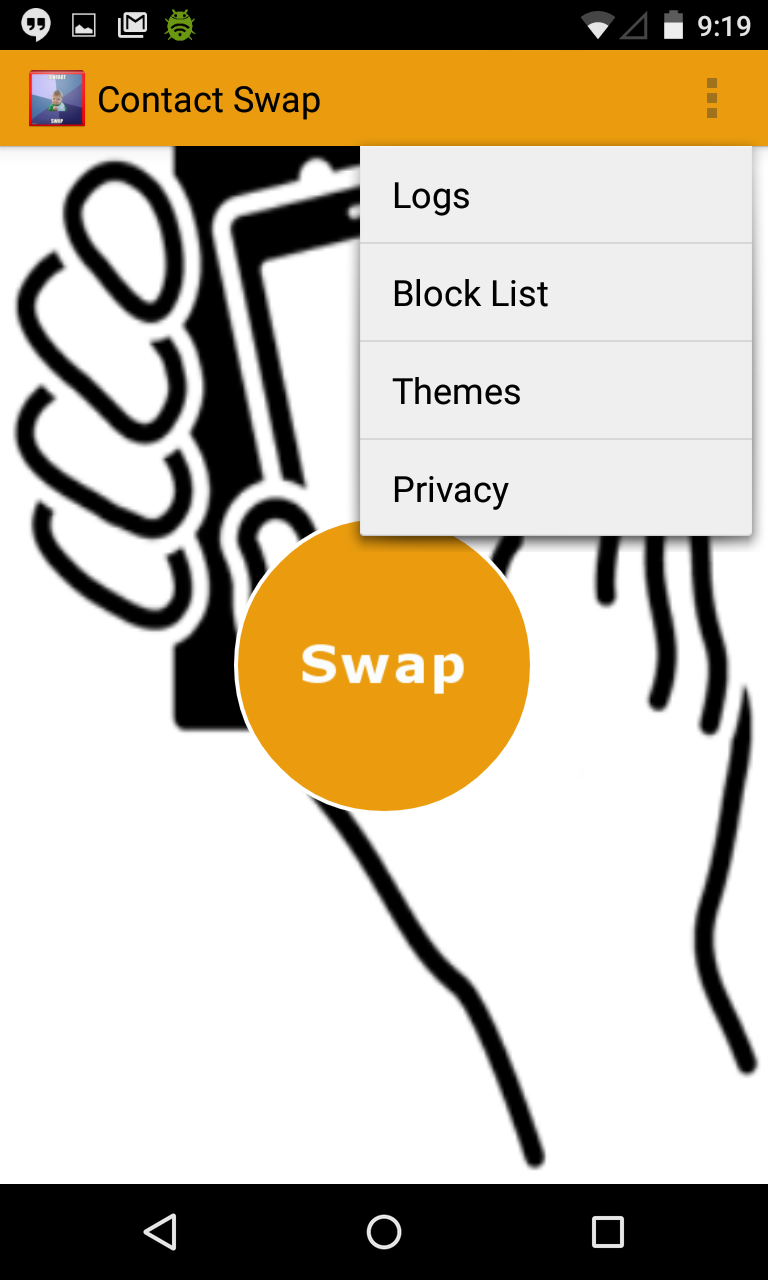 9:19
Contact Swap
Logs
Block List
Themes
Privacy
Swap